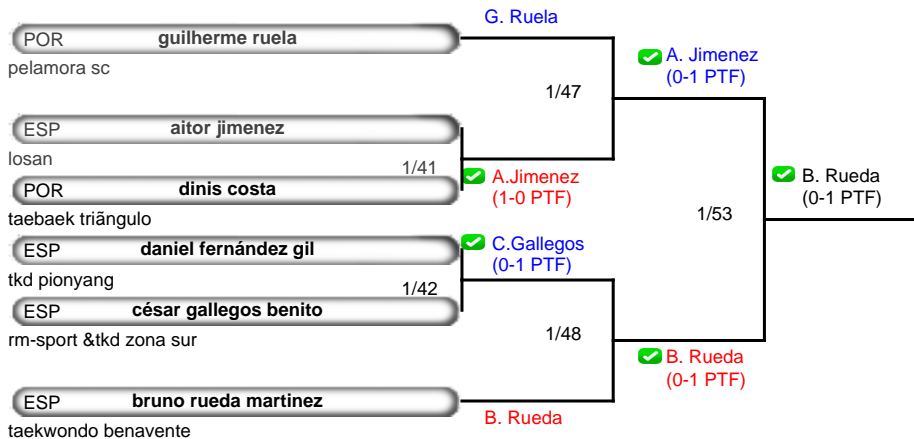 G. Ruela
POR guilherme ruela
pelamora sc
A. Jimenez
(0-1 PTF)
1/47
ESP aitor jimenez
losan
1/41
A.Jimenez
(1-0 PTF)
POR dinis costa
taebaek triãngulo
B. Rueda
(0-1 PTF)
1/53
ESP daniel fernández gil
tkd pionyang
C.Gallegos
(0-1 PTF)
1/42
ESP césar gallegos benito
rm-sport &tkd zona sur
1/48
B. Rueda
(0-1 PTF)
ESP bruno rueda martinez
taekwondo benavente
B. Rueda